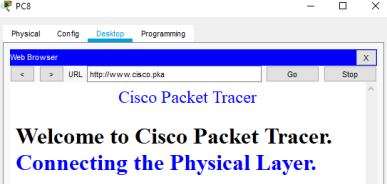 PC8
Physical Config Desktop Programming
Web Browser X
< > URL http://www.cisco.pka Go Stop
Cisco Packet Tracer
Welcome to Cisco Packet Tracer.
Connecting the Physical Layer.